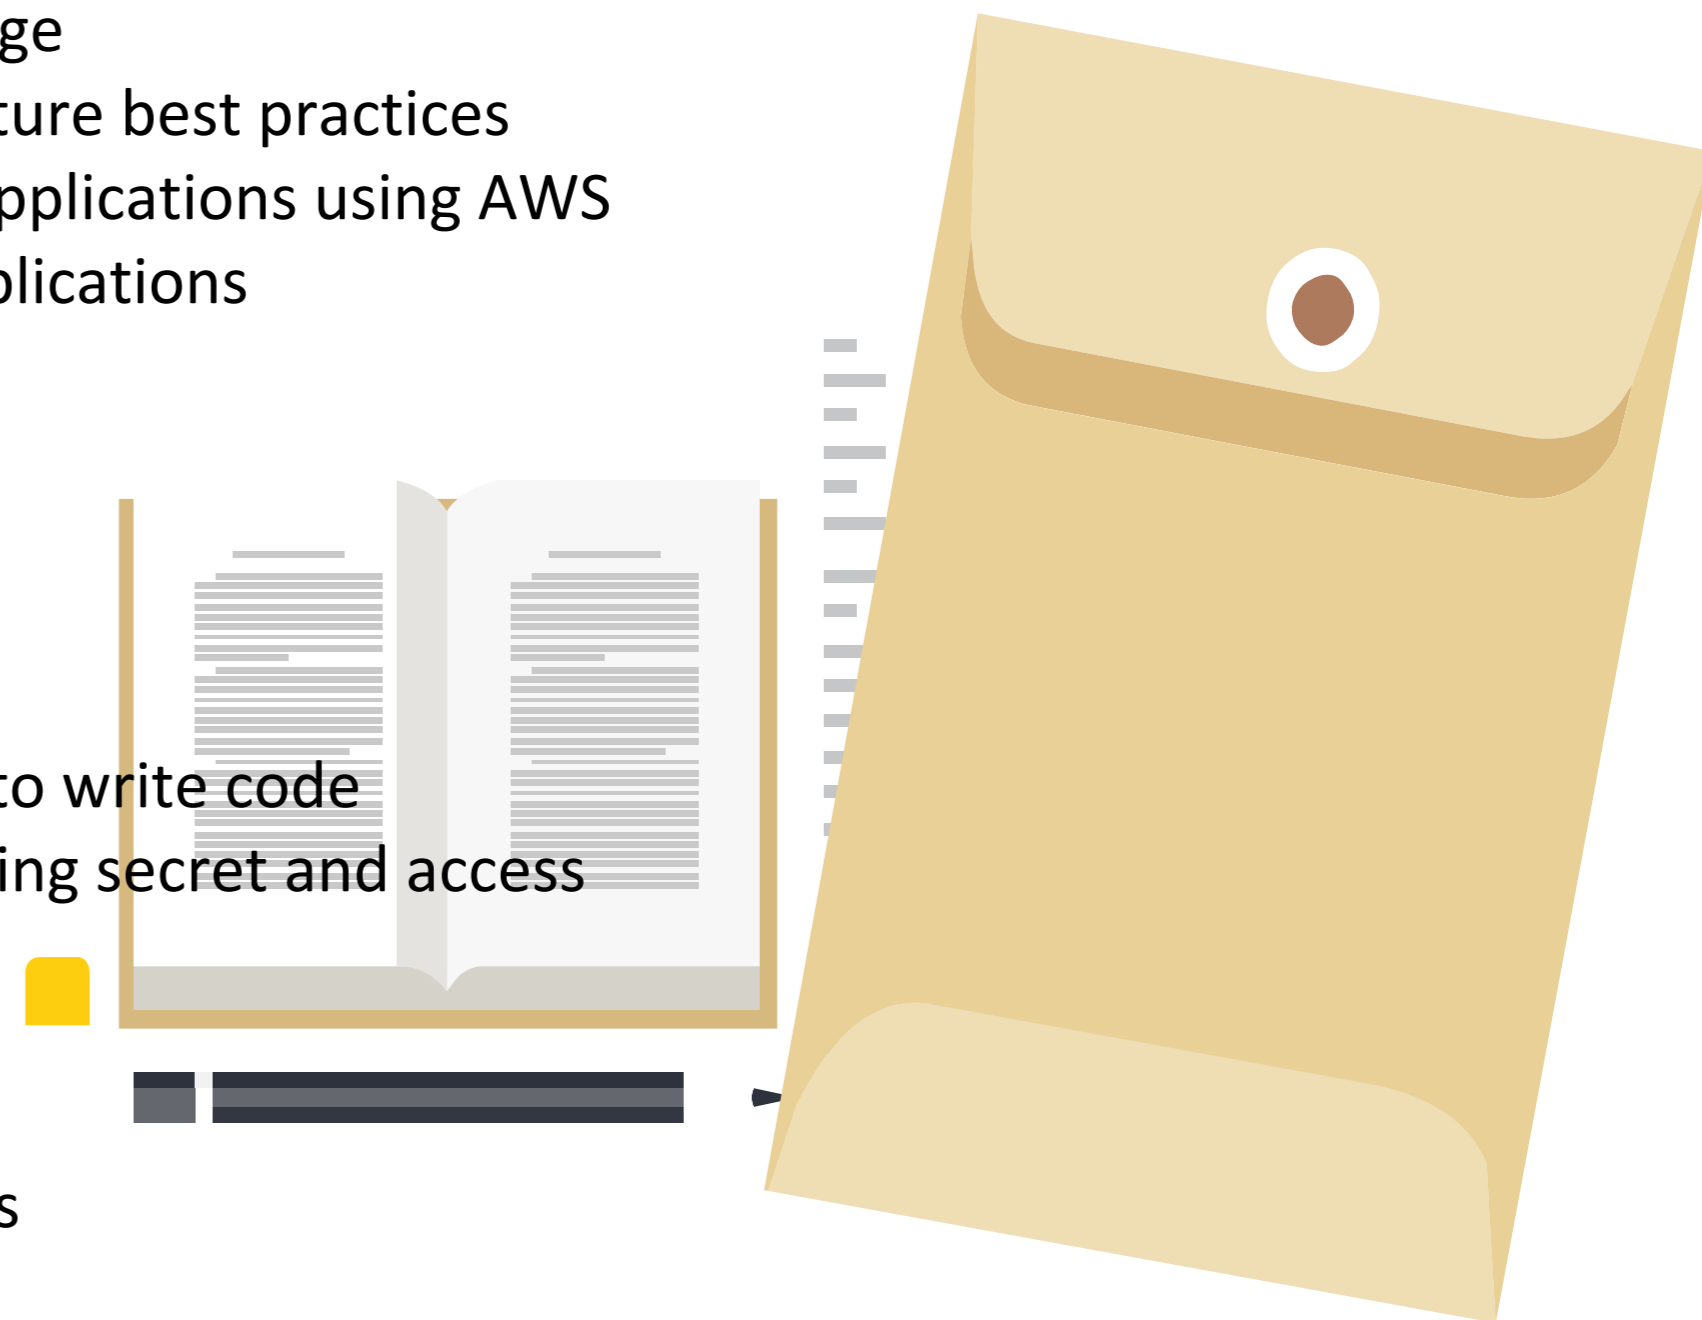 ge
ture best practices
pplications using AWS
plications
to write code
ing secret and access
s